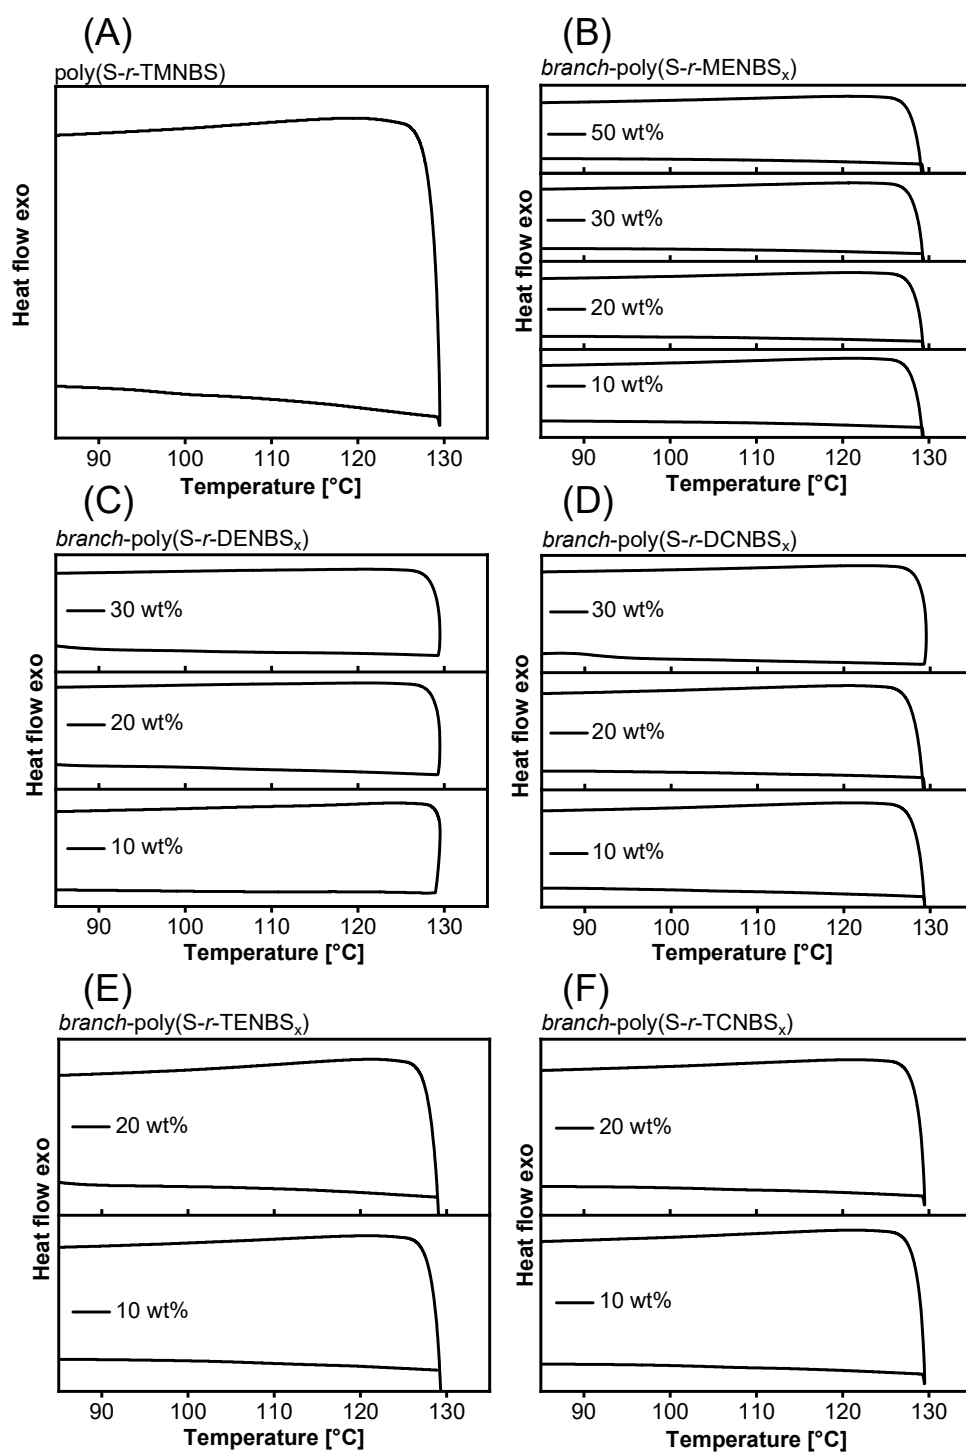 (A)
poly(S-r-TMNBS)
Heat flow exo
90 100 110 120 130
Temperature [°C]
(B)
branch-poly(S-r-MENBSx)
Heat flow exo
50 wt%
30 wt%
20 wt%
10 wt%
90 100 110 120 130
Temperature [°C]
(C)
branch-poly(S-r-DENBSx)
Heat flow exo
30 wt%
20 wt%
10 wt%
90 100 110 120 130
Temperature [°C]
(D)
branch-poly(S-r-DCNBSx)
Heat flow exo
30 wt%
20 wt%
10 wt%
90 100 110 120 130
Temperature [°C]
(E)
branch-poly(S-r-TENBSx)
Heat flow exo
20 wt%
10 wt%
90 100 110 120 130
Temperature [°C]
(F)
branch-poly(S-r-TCNBSx)
Heat flow exo
20 wt%
10 wt%
90 100 110 120 130
Temperature [°C]